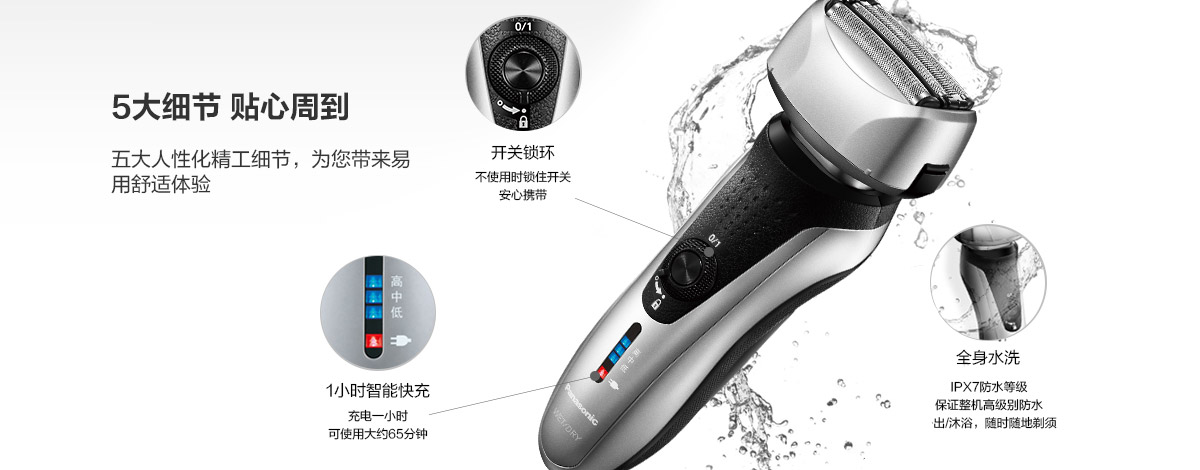 5大细节 贴心周到
五大人性化精工细节，为您带来易
用舒适体验
0/1
开关锁环
不使用时锁住开关
安心携带
高
中
低
1小时智能快充
充电一小时
可使用大约65分钟
0/1
高
中
低
Panasonic
WET/DRY
全身水洗
IPX7防水等级
保证整机高级别防水
出/沐浴，随时随地剃须